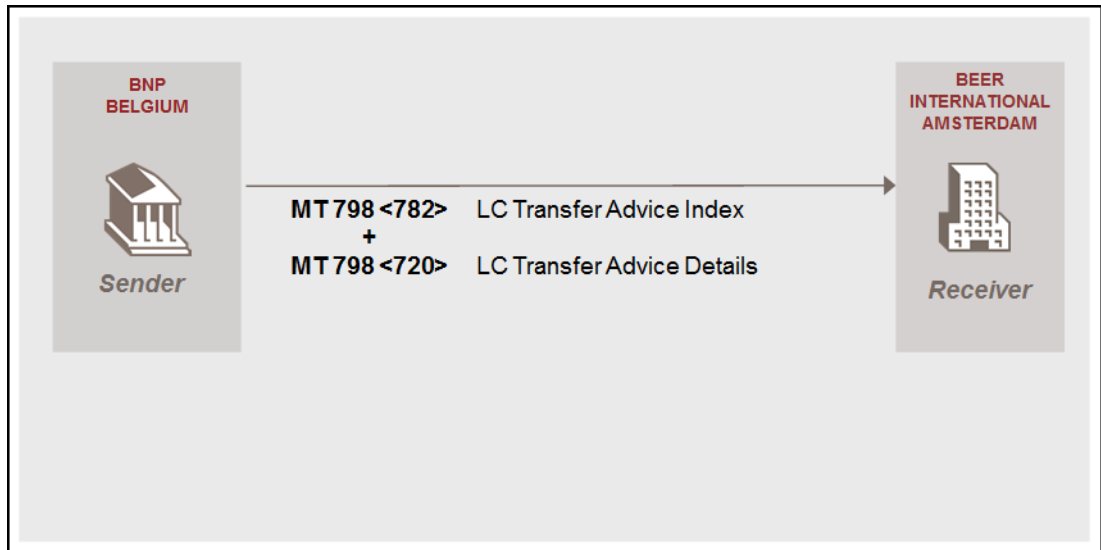 BNP
BELGIUM
Sender
MT 798 <782> LC Transfer Advice Index
+
MT 798 <720> LC Transfer Advice Details
BEER
INTERNATIONAL
AMSTERDAM
Receiver